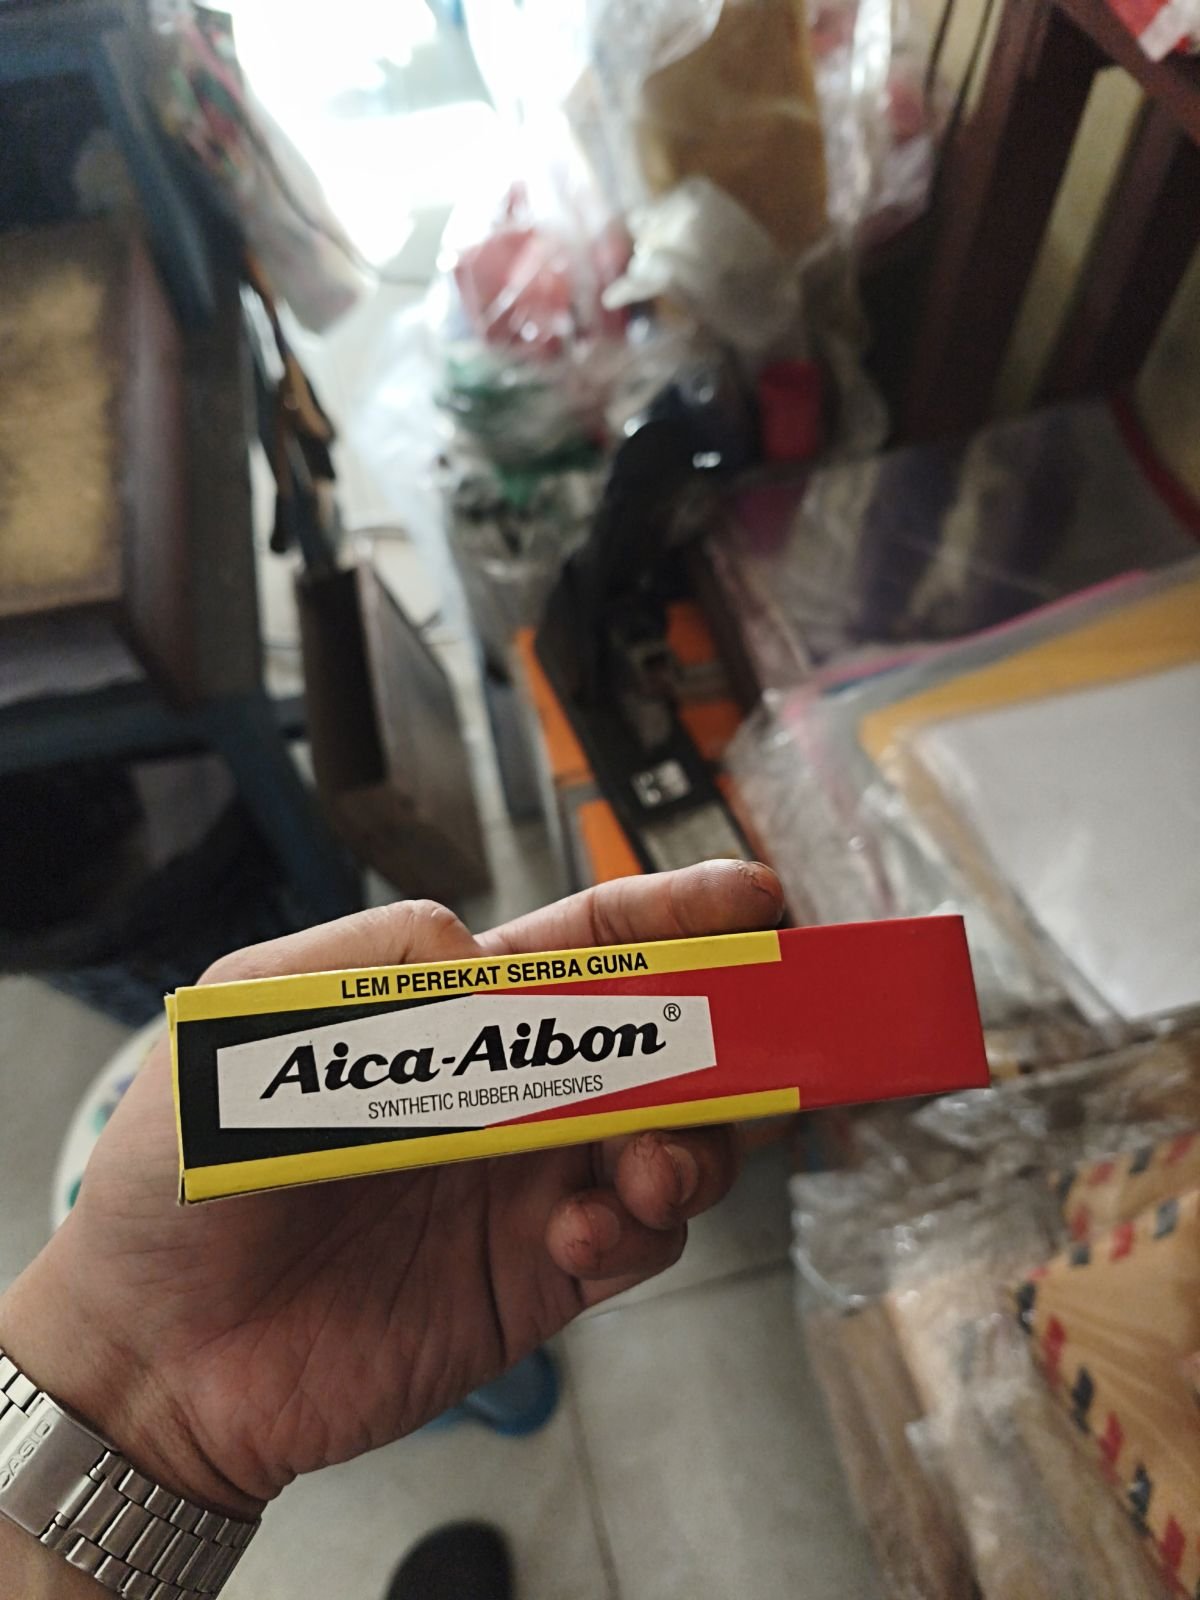 LEM PEREKAT SERBA GUNA
Aica-Aibon®
SYNTHETIC RUBBER ADHESIVES
CASIO